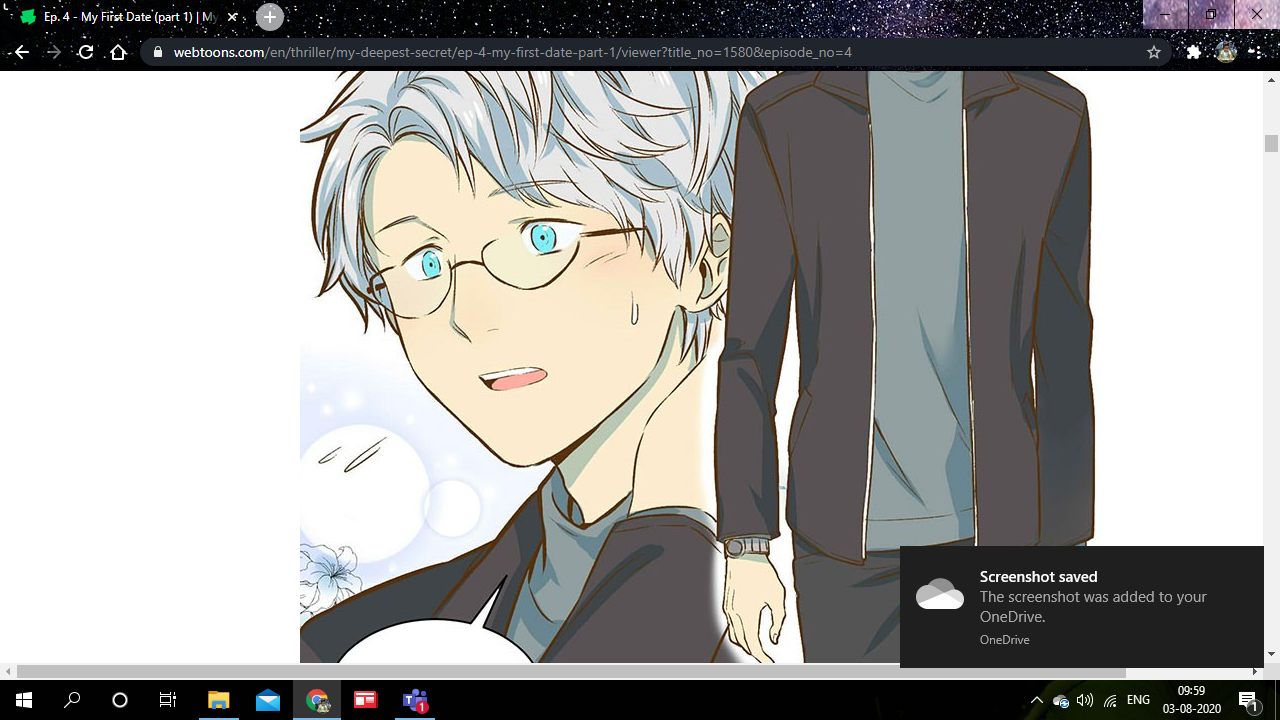 Ep. 4 - My First Date (part 1) | My
webtoons.com/en/thriller/my-deepest-secret/ep-4-my-first-date-part-1/viewer?title_no=1580&episode_no=4
Screenshot saved
The screenshot was added to your
OneDrive.
OneDrive
1
ENG
09:59
03-08-2020
1